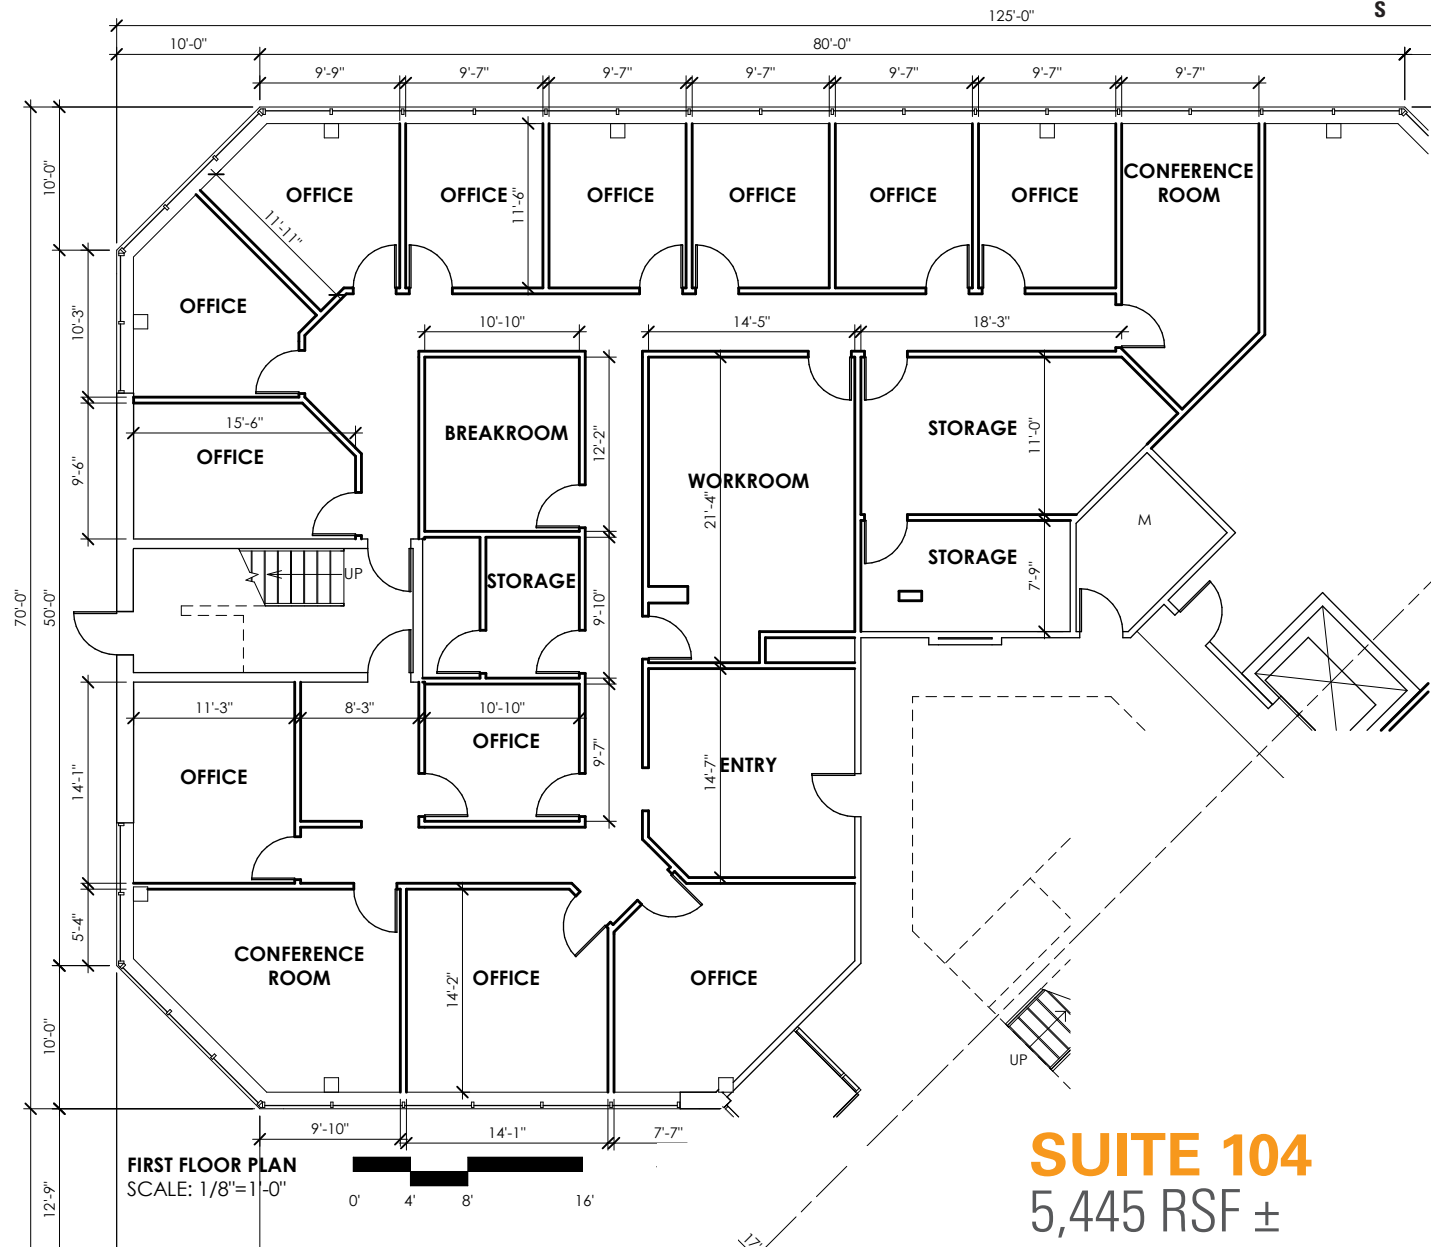 S
125'-0"
10'-0"
80'-0"
9'-9"
9'-7"
9'-7"
9'-7"
9'-7"
9'-7"
9'-7"
10'-0"
OFFICE
OFFICE
OFFICE
OFFICE
OFFICE
OFFICE
CONFERENCE
ROOM
11'-6"
11'-11"
OFFICE
10'-3"
10'-10"
14'-5"
18'-3"
15'-6"
OFFICE
9'-6"
BREAKROOM
12'-2"
WORKROOM
21'-4"
STORAGE
11'-0"
M
STORAGE
7'-9"
UP
STORAGE
9'-10"
70'-0"
50'-0"
11'-3"
8'-3"
10'-10"
OFFICE
9'-7"
OFFICE
14'-1"
ENTRY
14'-7"
5'-4"
CONFERENCE
ROOM
OFFICE
14'-2"
OFFICE
10'-0"
UP
9'-10"
14'-1"
7'-7"
FIRST FLOOR PLAN
SCALE: 1/8"=1'-0"
0'
4'
8'
16'
12'-9"
17'
SUITE 104
5,445 RSF ±